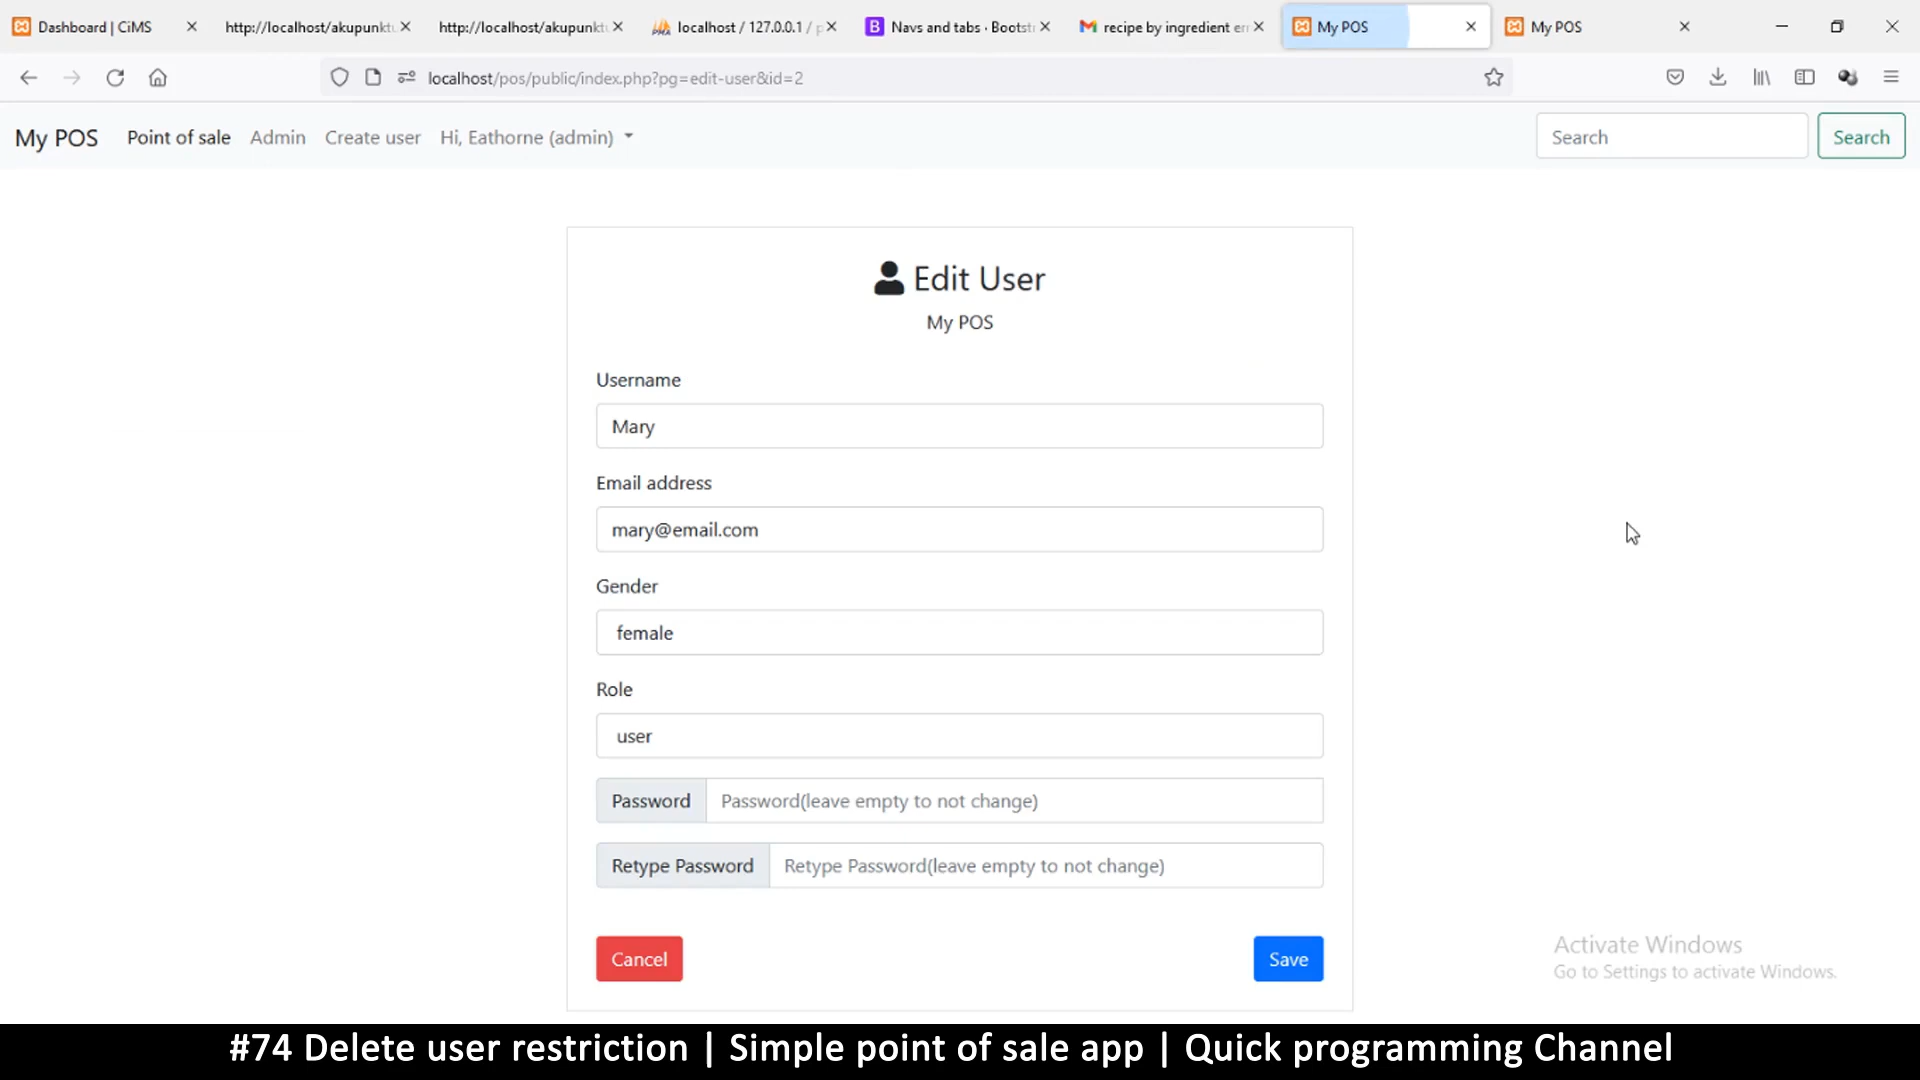 Dashboard | CiMS
http://localhost/akupunktu
http://localhost/akupunktu
localhost / 127.0.0.1 / p
Navs and tabs · Bootstr
recipe by ingredient err
My POS
My POS
localhost/pos/public/index.php?pg=edit-user&id=2
My POS Point of sale Admin Create user Hi, Eathorne (admin) Search Search
Edit User
My POS
Username
Mary
Email address
mary@email.com
Gender
female
Role
user
Password Password(leave empty to not change)
Retype Password Retype Password(leave empty to not change)
Cancel Save
Activate Windows
Go to Settings to activate Windows.
#74 Delete user restriction | Simple point of sale app | Quick programming Channel